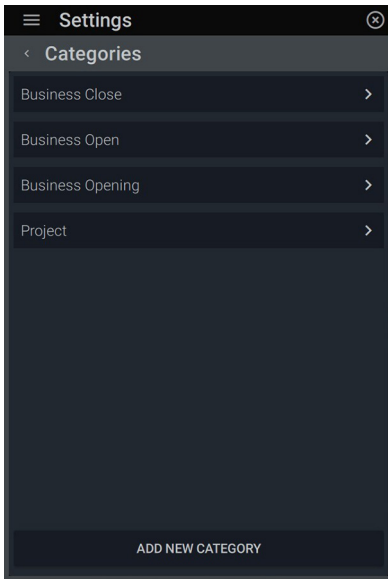 Settings
Categories
Business Close
Business Open
Business Opening
Project
ADD NEW CATEGORY